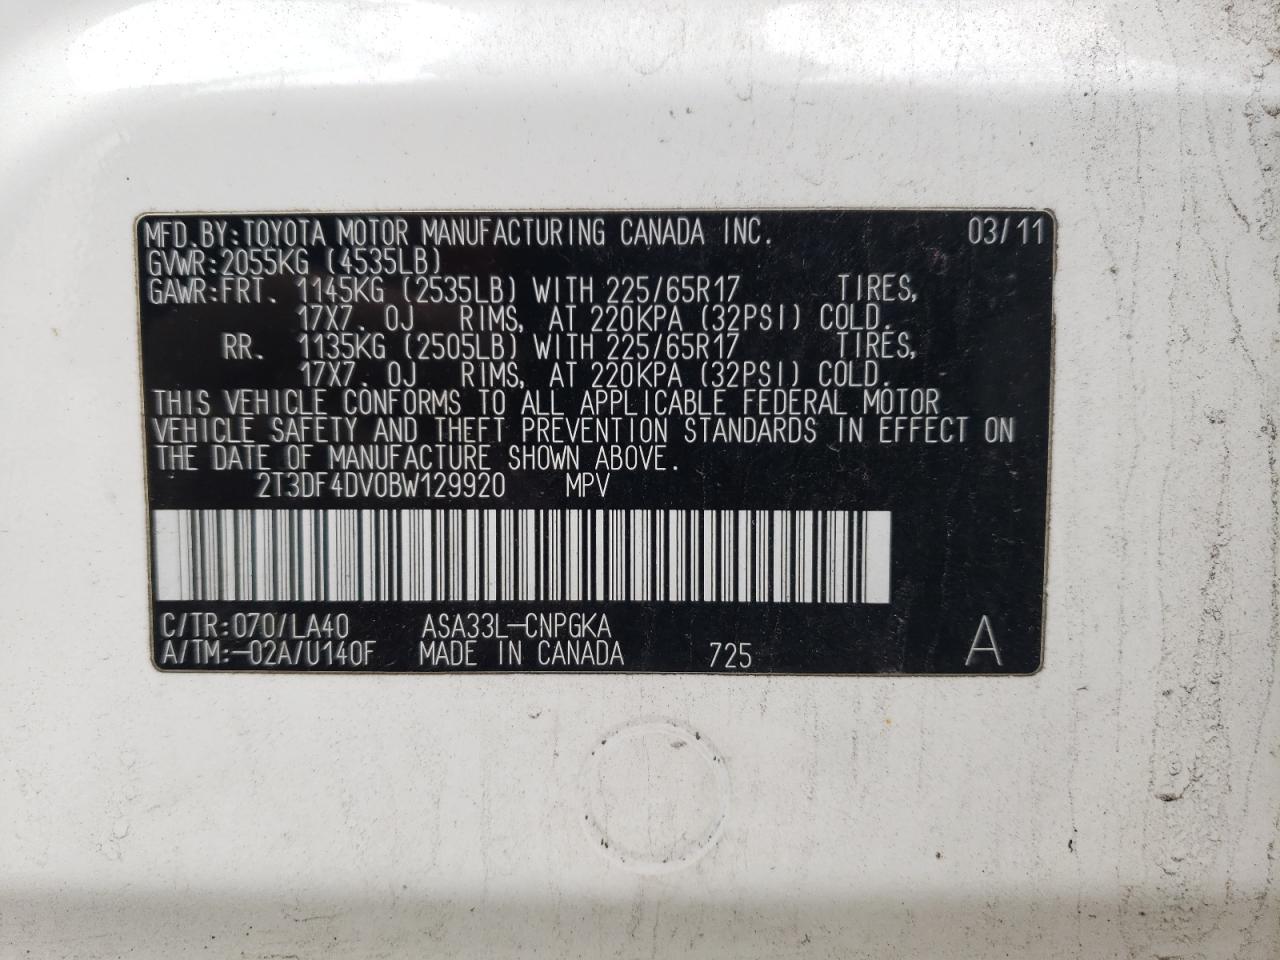 MFD.BY:TOYOTA MOTOR MANUFACTURING CANADA INC. 03/11
GVWR:2055KG (4535LB)
GAWR:FRT. 1145KG (2535LB) WITH 225/65R17 TIRES,
17X7.0J RIMS, AT 220KPA (32PSI) COLD.
RR. 1135KG (2505LB) WITH 225/65R17 TIRES,
17X7.0J RIMS, AT 220KPA (32PSI) COLD.
THIS VEHICLE CONFORMS TO ALL APPLICABLE FEDERAL MOTOR
VEHICLE SAFETY AND THEFT PREVENTION STANDARDS IN EFFECT ON
THE DATE OF MANUFACTURE SHOWN ABOVE.
2T3DF4DV0BW129920 MPV
C/TR:070/LA40 ASA33L-CNPGKA
A/TM:-02A/U140F MADE IN CANADA 725 A